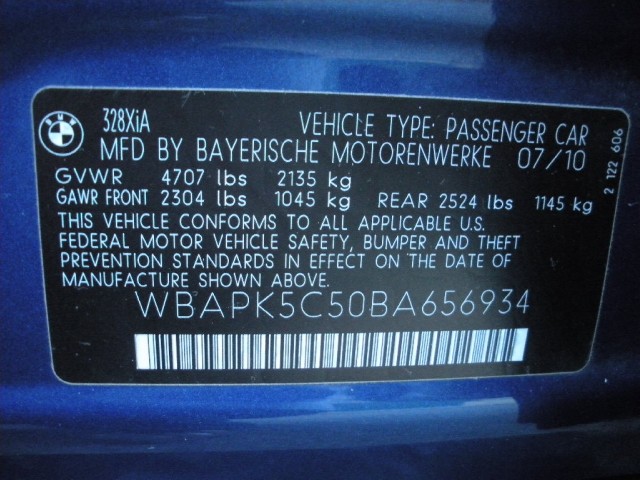 BMW
328XiA VEHICLE TYPE: PASSENGER CAR
MFD BY BAYERISCHE MOTORENWERKE 07/10
GVWR 4707 lbs 2135 kg
GAWR FRONT 2304 lbs 1045 kg REAR 2524 lbs 1145 kg
THIS VEHICLE CONFORMS TO ALL APPLICABLE U.S.
FEDERAL MOTOR VEHICLE SAFETY, BUMPER AND THEFT
PREVENTION STANDARDS IN EFFECT ON THE DATE OF
MANUFACTURE SHOWN ABOVE.
WBAPK5C50BA656934
2 122 606